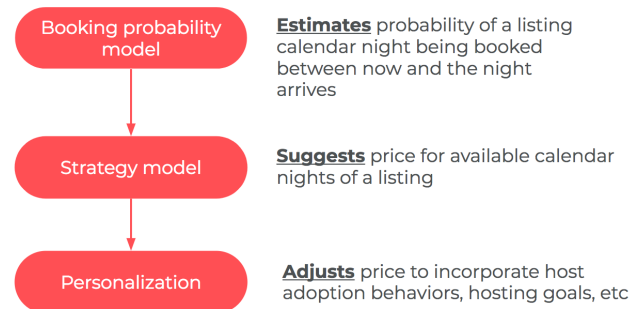 Booking probability
model
Estimates probability of a listing
calendar night being booked
between now and the night
arrives
Strategy model
Suggests price for available calendar
nights of a listing
Personalization
Adjusts price to incorporate host
adoption behaviors, hosting goals, etc